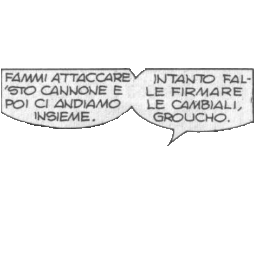 FAMMI ATTACCARE
'STO CANNONE E
POI CI ANDIAMO
INSIEME.
INTANTO FAL-
LE FIRMARE
LE CAMBIALI,
GROUCHO.